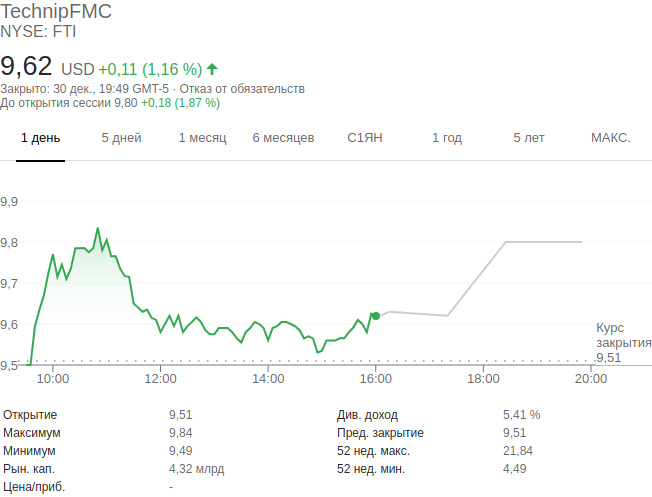 TechnipFMC
NYSE: FTI
9,62 USD +0,11 (1,16 %)
Закрыто: 30 дек., 19:49 GMT-5 · Отказ от обязательств
До открытия сессии 9,80 +0,18 (1,87 %)
1 день 5 дней 1 месяц 6 месяцев С1ЯН 1 год 5 лет МАКС.
9,9
9,8
9,7
9,6
Курс
закрытия
9,51
9,5
10:00 12:00 14:00 16:00 18:00 20:00
Открытие 9,51 Див. доход 5,41 %
Максимум 9,84 Пред. закрытие 9,51
Минимум 9,49 52 нед. макс. 21,84
Рын. кап. 4,32 млрд 52 нед. мин. 4,49
Цена/приб. -